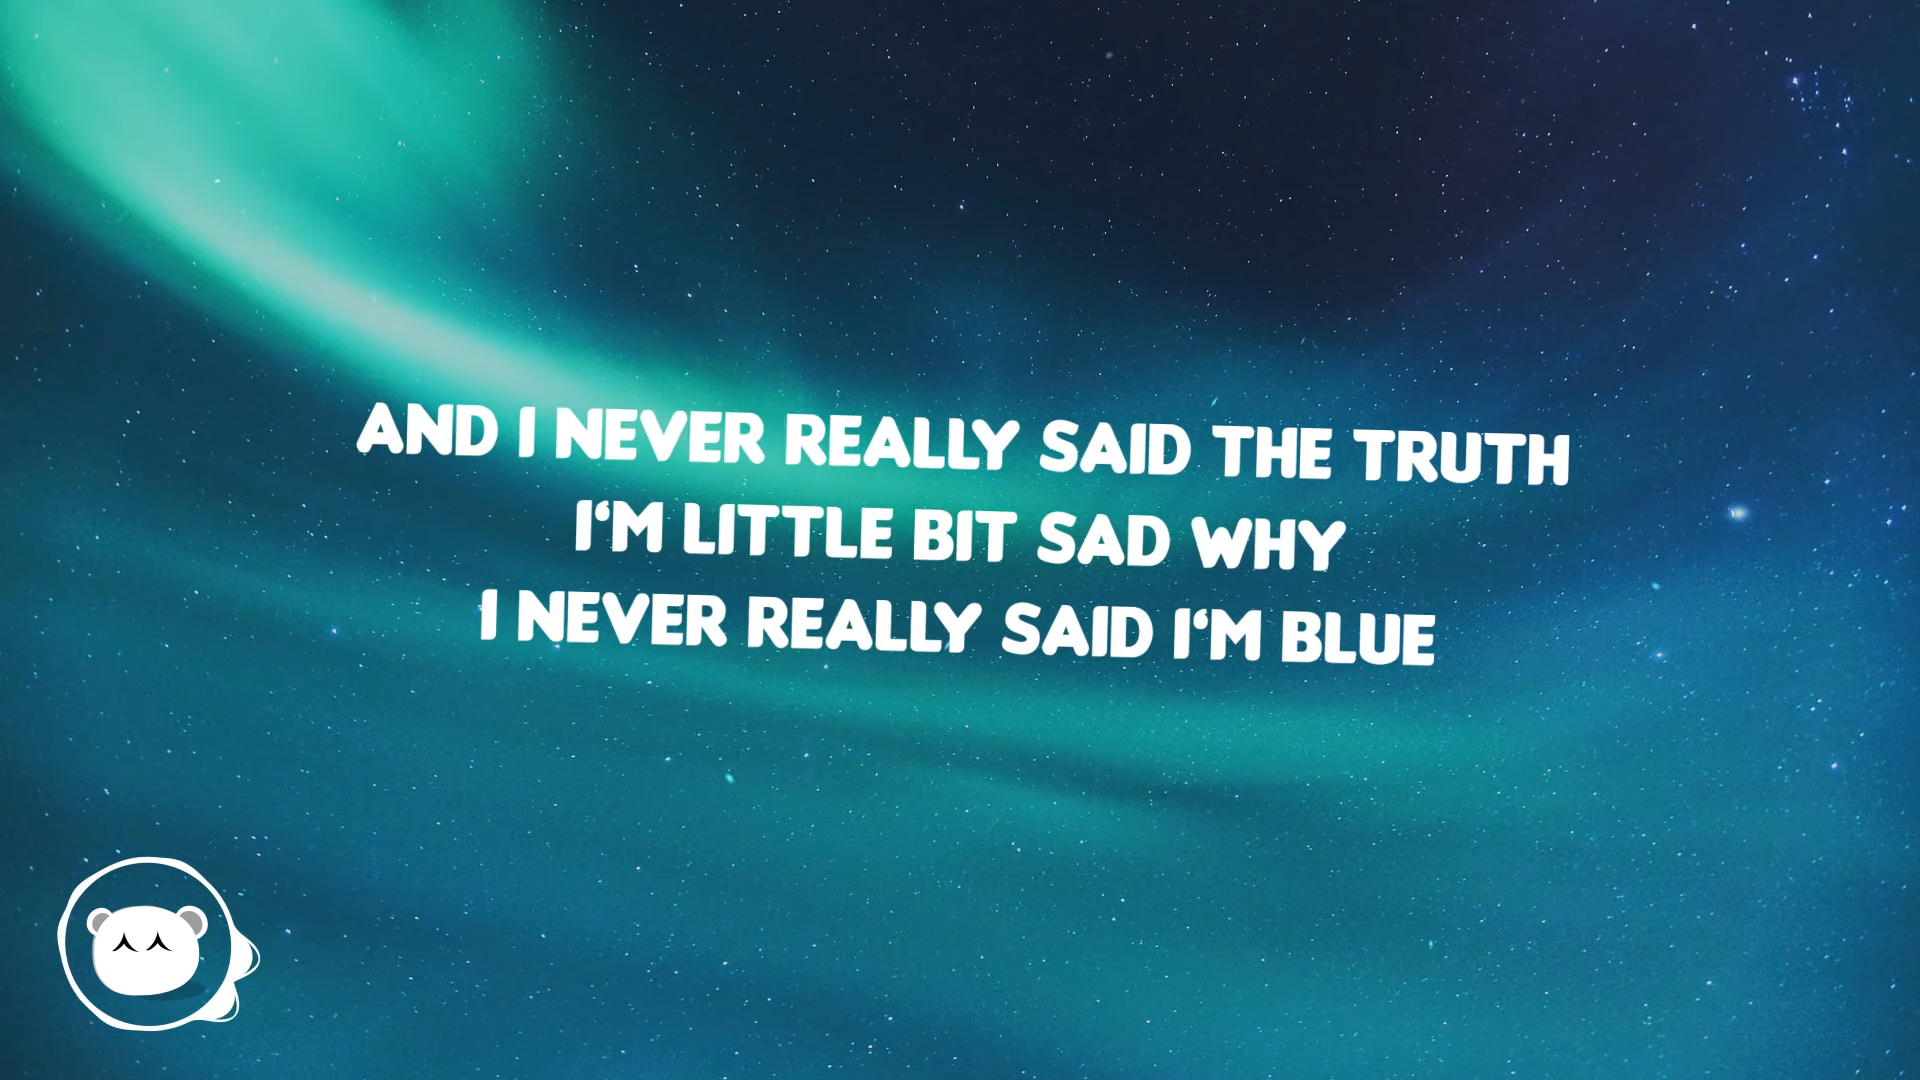 AND I NEVER REALLY SAID THE TRUTH
I‘M LITTLE BIT SAD WHY
I NEVER REALLY SAID I‘M BLUE